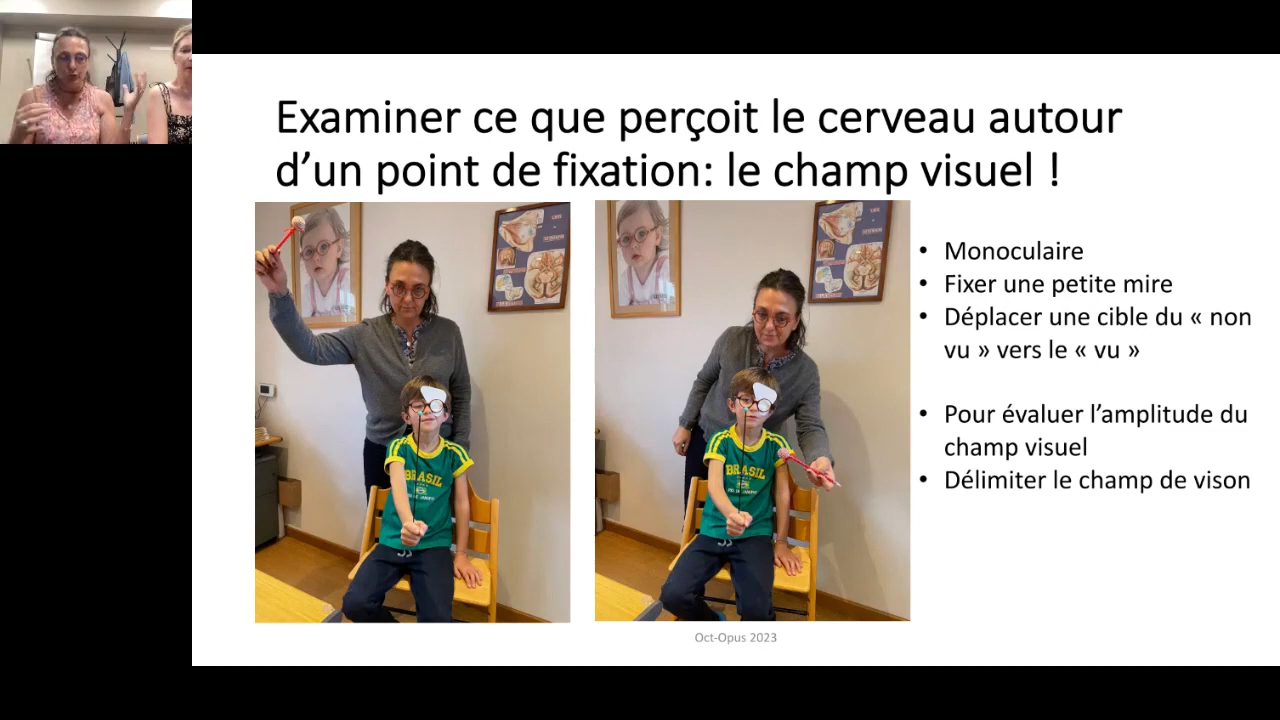 Examiner ce que perçoit le cerveau autour
d’un point de fixation: le champ visuel !
• Monoculaire
• Fixer une petite mire
• Déplacer une cible du « non
vu » vers le « vu »
• Pour évaluer l’amplitude du
champ visuel
• Délimiter le champ de vison
BRASIL
BRASIL
Oct-Opus 2023